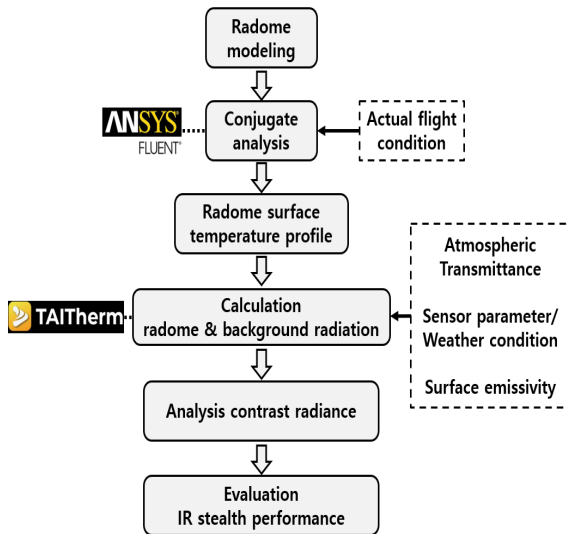 Radome
modeling
ANSYS®
FLUENT®
Conjugate
analysis
Actual flight
condition
Radome surface
temperature profile
Atmospheric
Transmittance
Sensor parameter/
Weather condition
Surface emissivity
TAITherm
Calculation
radome & background radiation
Analysis contrast radiance
Evaluation
IR stealth performance